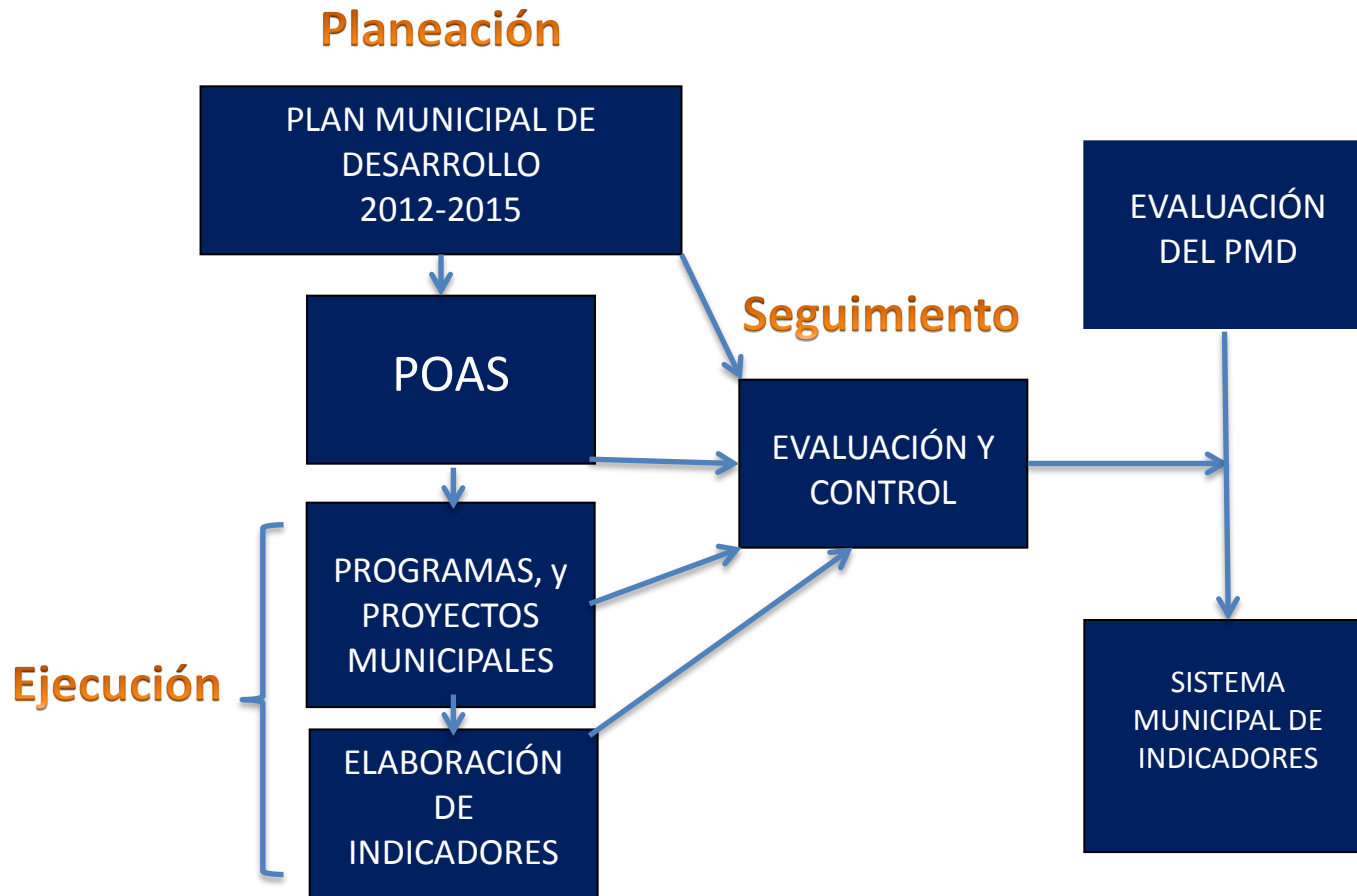 Planeación
PLAN MUNICIPAL DE
DESARROLLO
2012-2015
POAS
PROGRAMAS, y
PROYECTOS
MUNICIPALES
Ejecución
ELABORACIÓN
DE
INDICADORES
Seguimiento
EVALUACIÓN Y
CONTROL
EVALUACIÓN
DEL PMD
SISTEMA
MUNICIPAL DE
INDICADORES